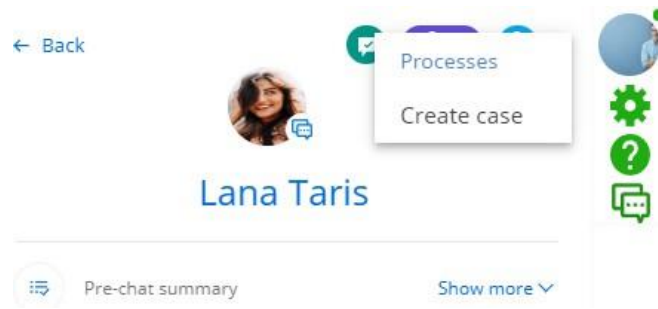 ← Back
Processes
Create case
Lana Taris
Pre-chat summary
Show more